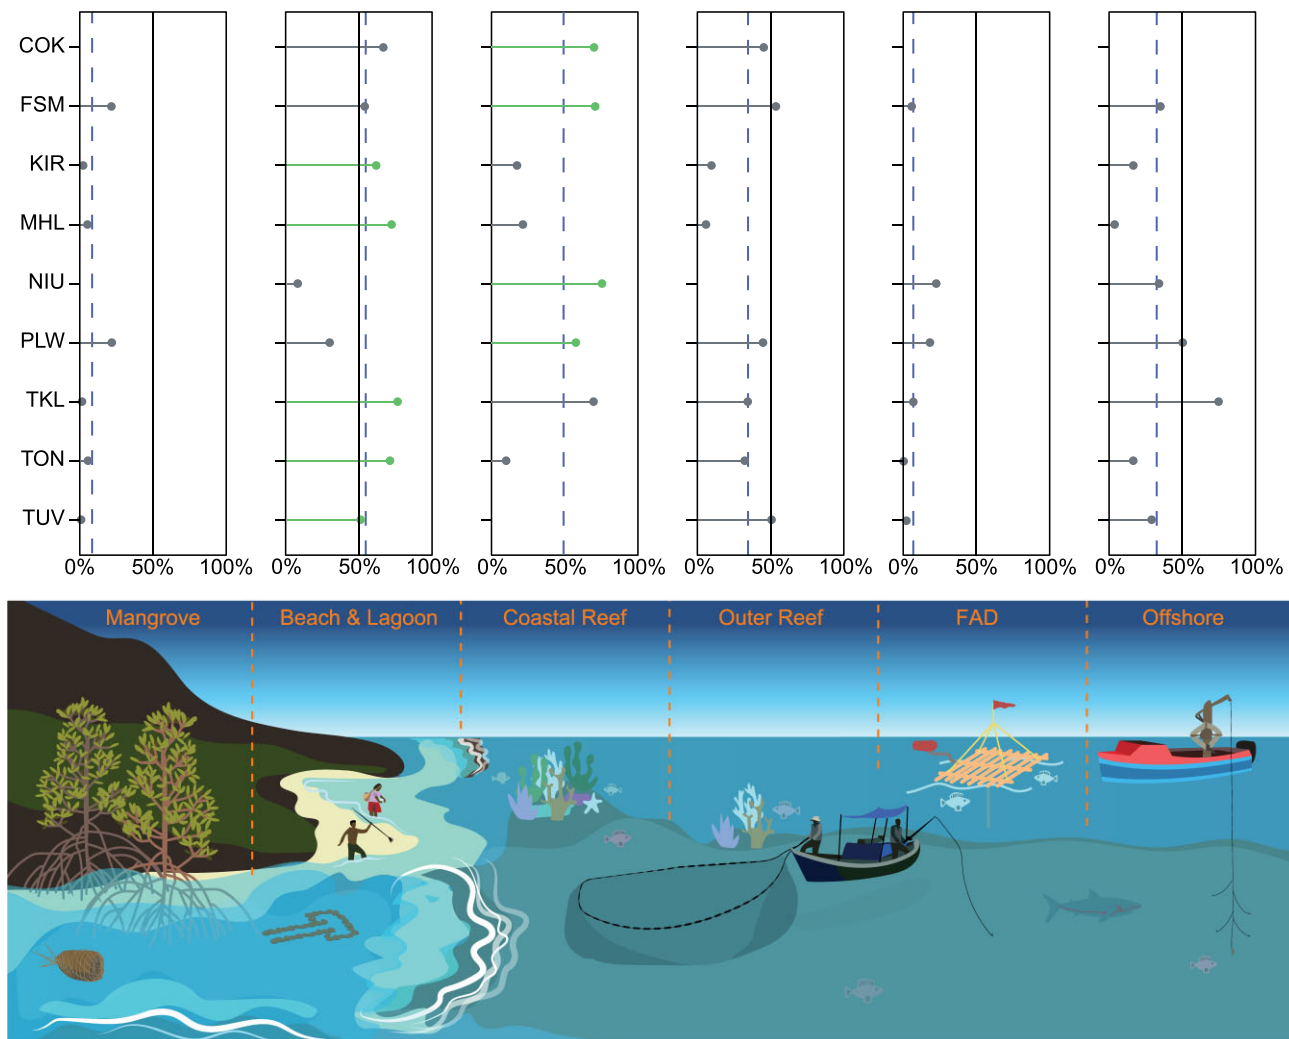 COK
FSM
KIR
MHL
NIU
PLW
TKL
TON
TUV
0% 50% 100% 0% 50% 100% 0% 50% 100% 0% 50% 100% 0% 50% 100% 0% 50% 100%
Mangrove Beach & Lagoon Coastal Reef Outer Reef FAD Offshore